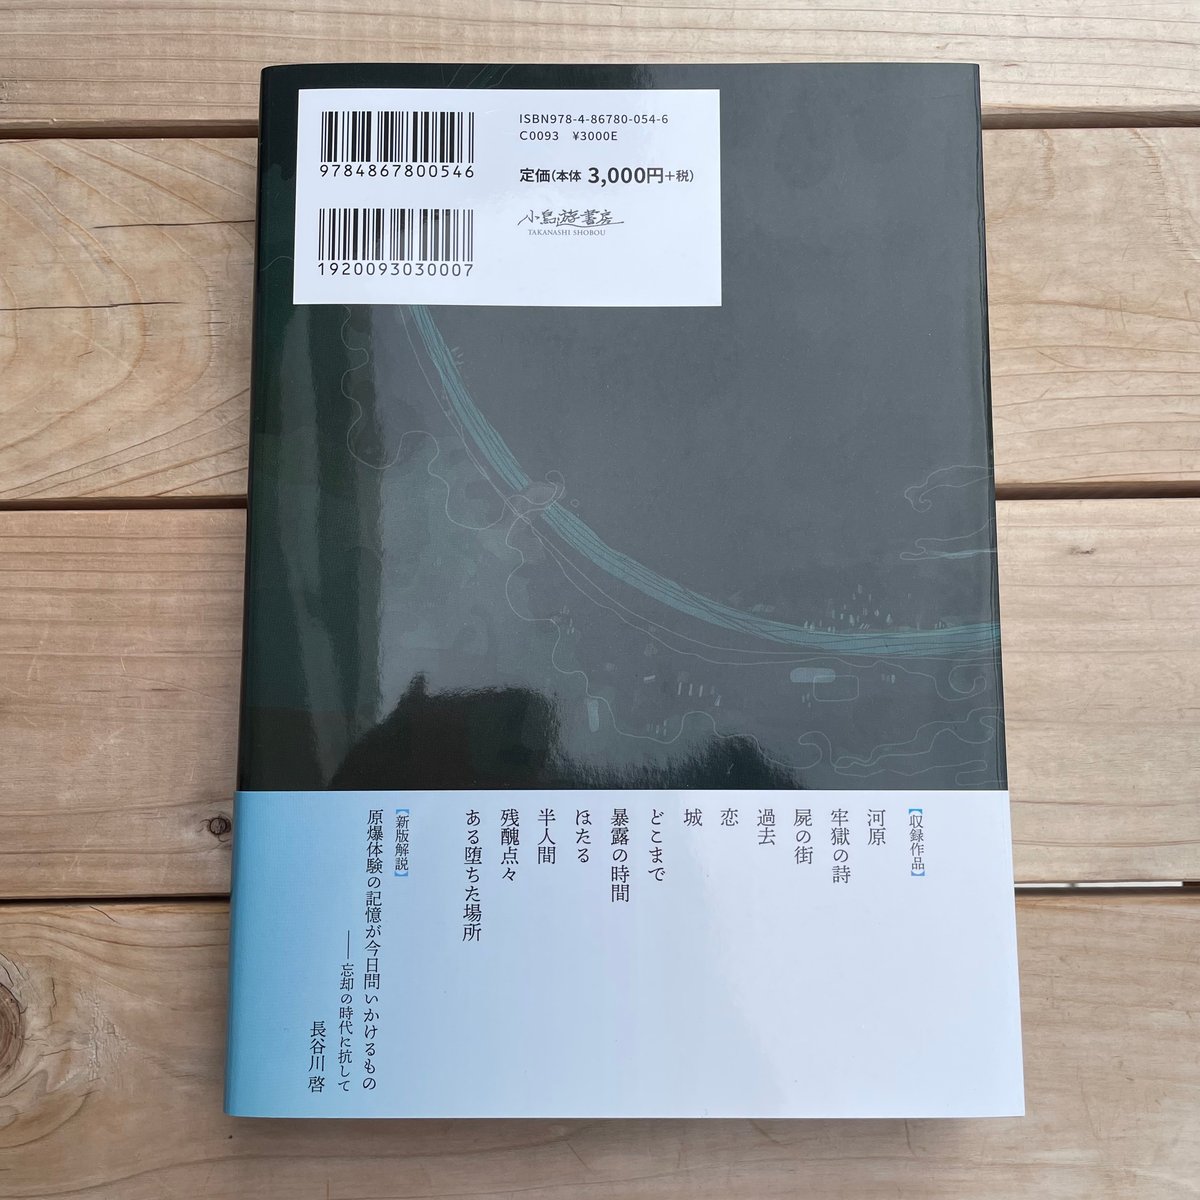 9784867800546
1920093030007
ISBN978-4-86780-054-6
C0093 ¥3000E
定価(本体 3,000円+税)
小鳥遊書房
TAKANASHI SHOBOU
【収録作品】
河原
牢獄の詩
屍の街
過去
恋
城
どこまで
暴露の時間
ほたる
半人間
残醜点々
ある堕ちた場所
【新版解説】
原爆体験の記憶が今日問いかけるもの
──忘却の時代に抗して
長谷川 啓